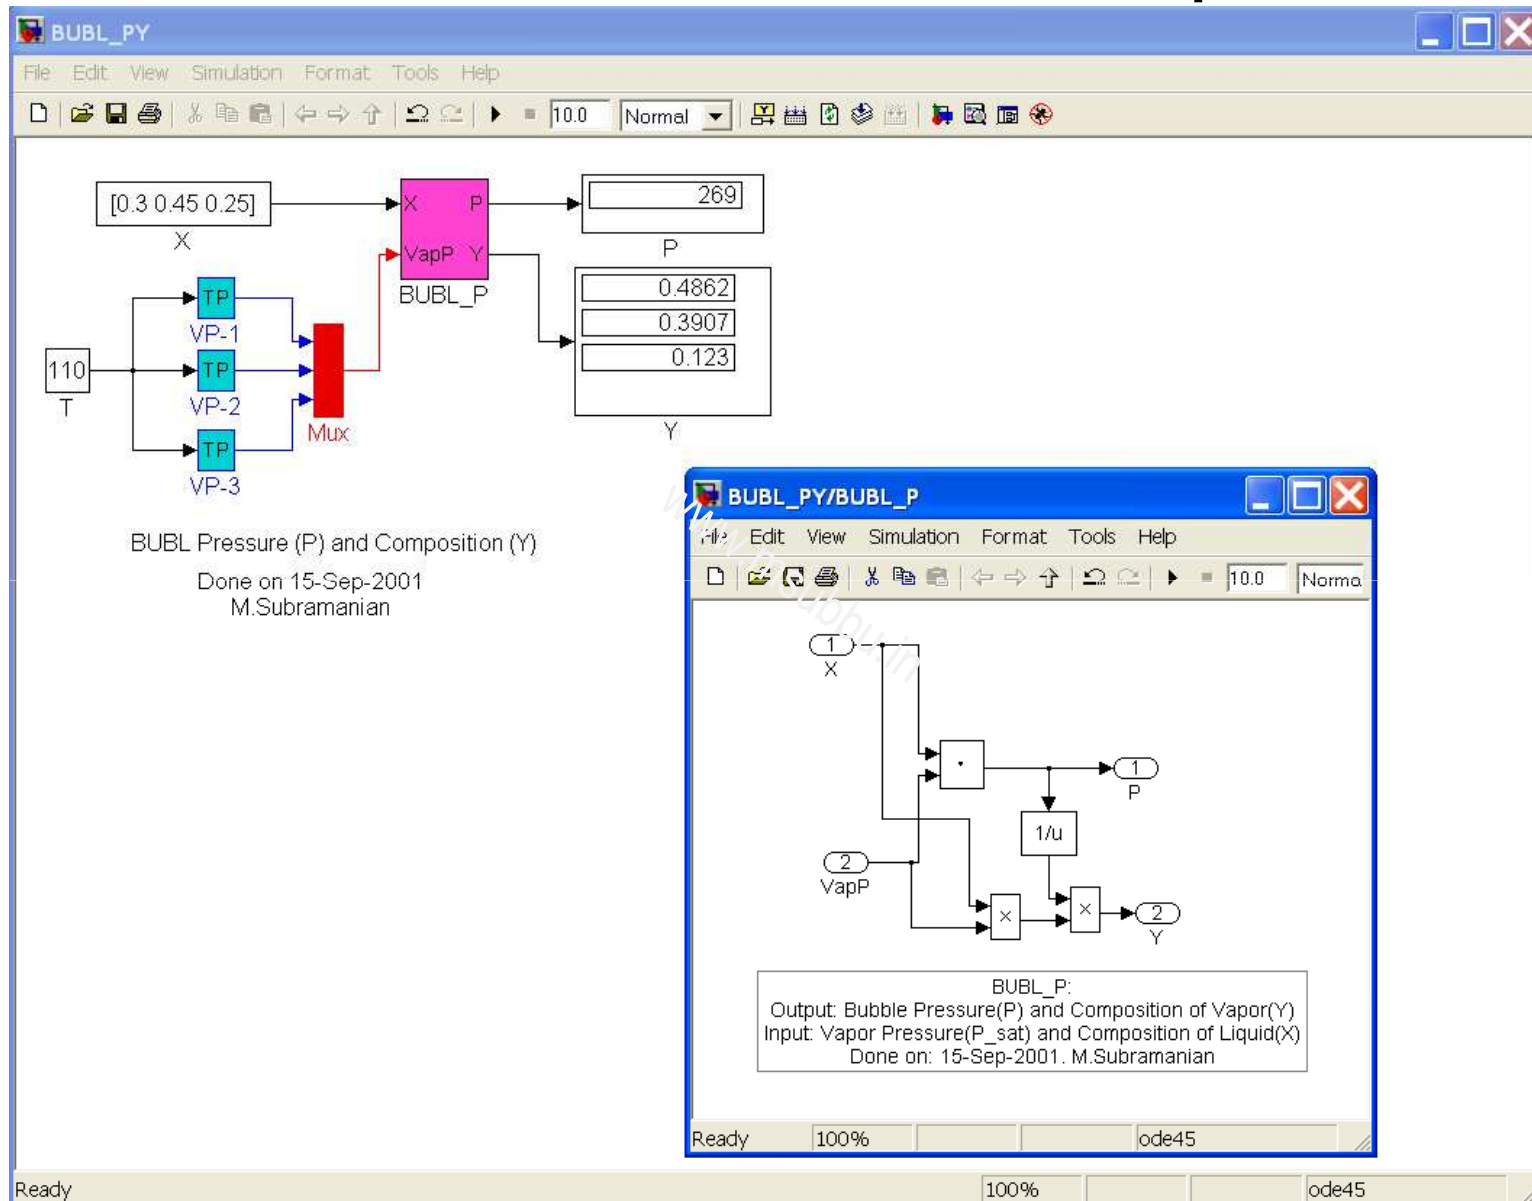 BUBL_PY
File Edit View Simulation Format Tools Help
10.0 Normal
[0.3 0.45 0.25]
X
X P
VapP Y
BUBL_P
269
P
0.4862
0.3907
0.123
Y
110
T
TP
VP-1
TP
VP-2
TP
VP-3
Mux
BUBL Pressure (P) and Composition (Y)
Done on 15-Sep-2001
M.Subramanian
www.msubbu.in
BUBL_PY/BUBL_P
File Edit View Simulation Format Tools Help
10.0 Norma
1
X
1
P
1/u
2
VapP
×
×
2
Y
BUBL_P:
Output: Bubble Pressure(P) and Composition of Vapor(Y)
Input: Vapor Pressure(P_sat) and Composition of Liquid(X)
Done on: 15-Sep-2001. M.Subramanian
Ready 100% ode45
Ready 100% ode45